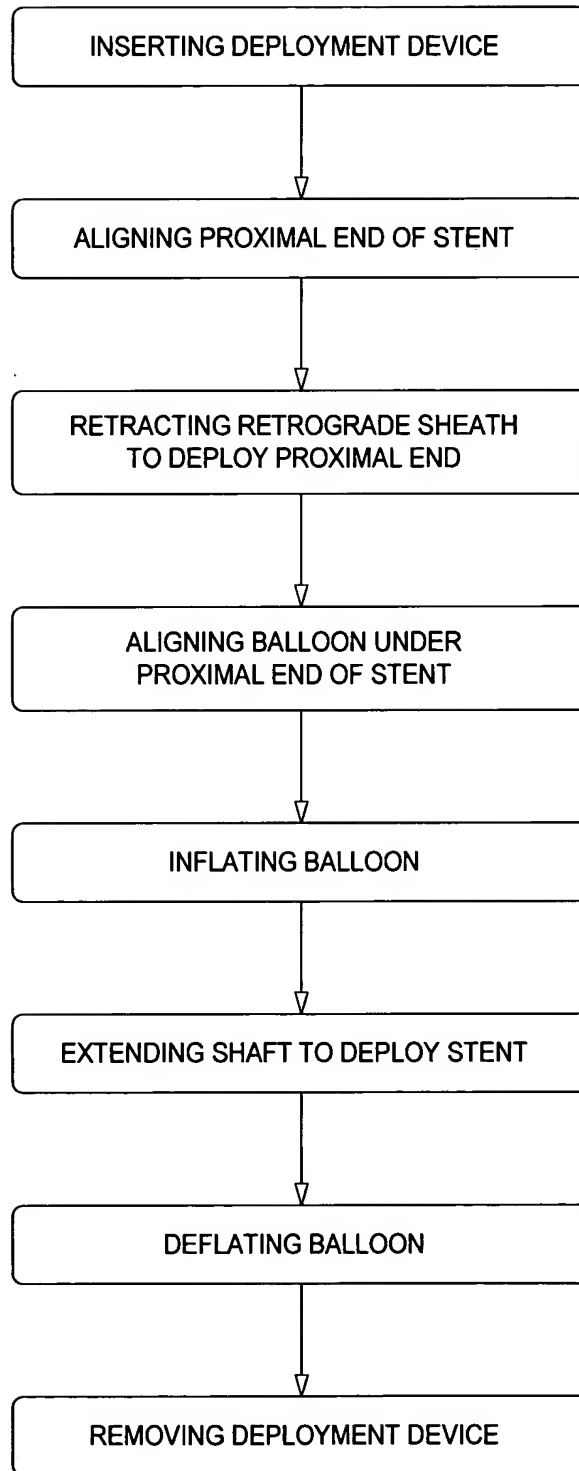 INSERTING DEPLOYMENT DEVICE
ALIGNING PROXIMAL END OF STENT
RETRACTING RETROGRADE SHEATH
TO DEPLOY PROXIMAL END
ALIGNING BALLOON UNDER
PROXIMAL END OF STENT
INFLATING BALLOON
EXTENDING SHAFT TO DEPLOY STENT
DEFLATING BALLOON
REMOVING DEPLOYMENT DEVICE